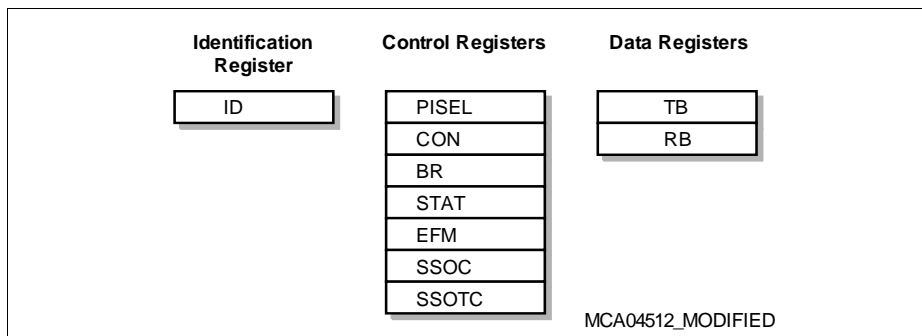 Identification Register
Control Registers
Data Registers
ID
PISEL
CON
BR
STAT
EFM
SSOC
SSOTC
TB
RB
MCA04512_MODIFIED